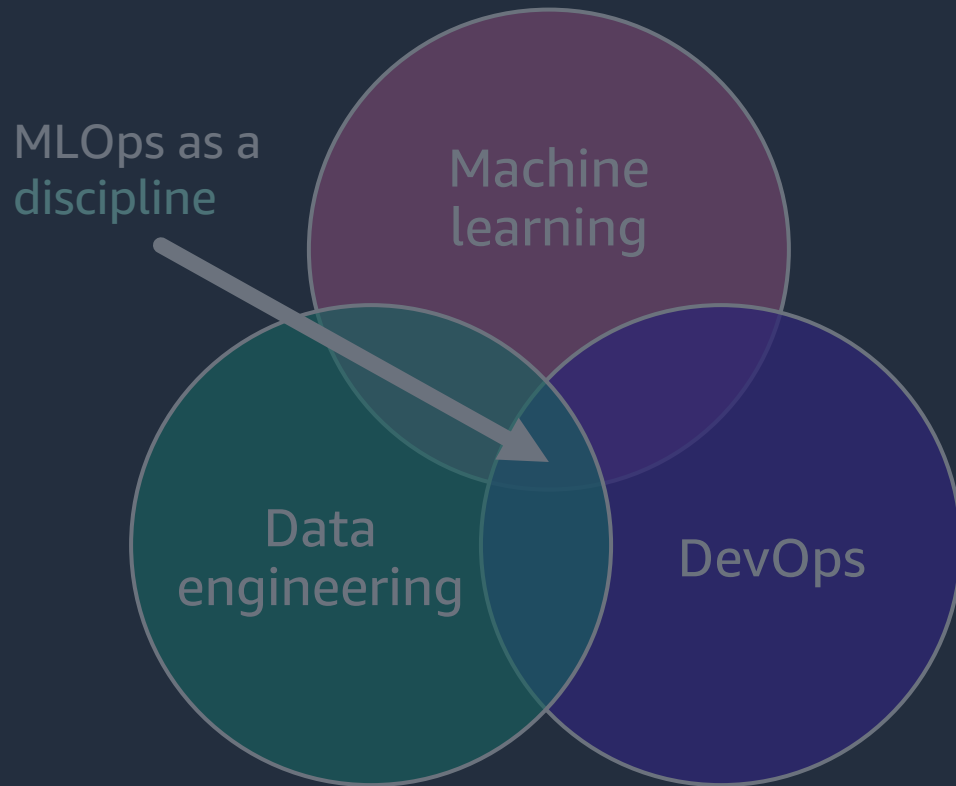 MLOps as a
discipline
Machine
learning
Data
engineering
DevOps